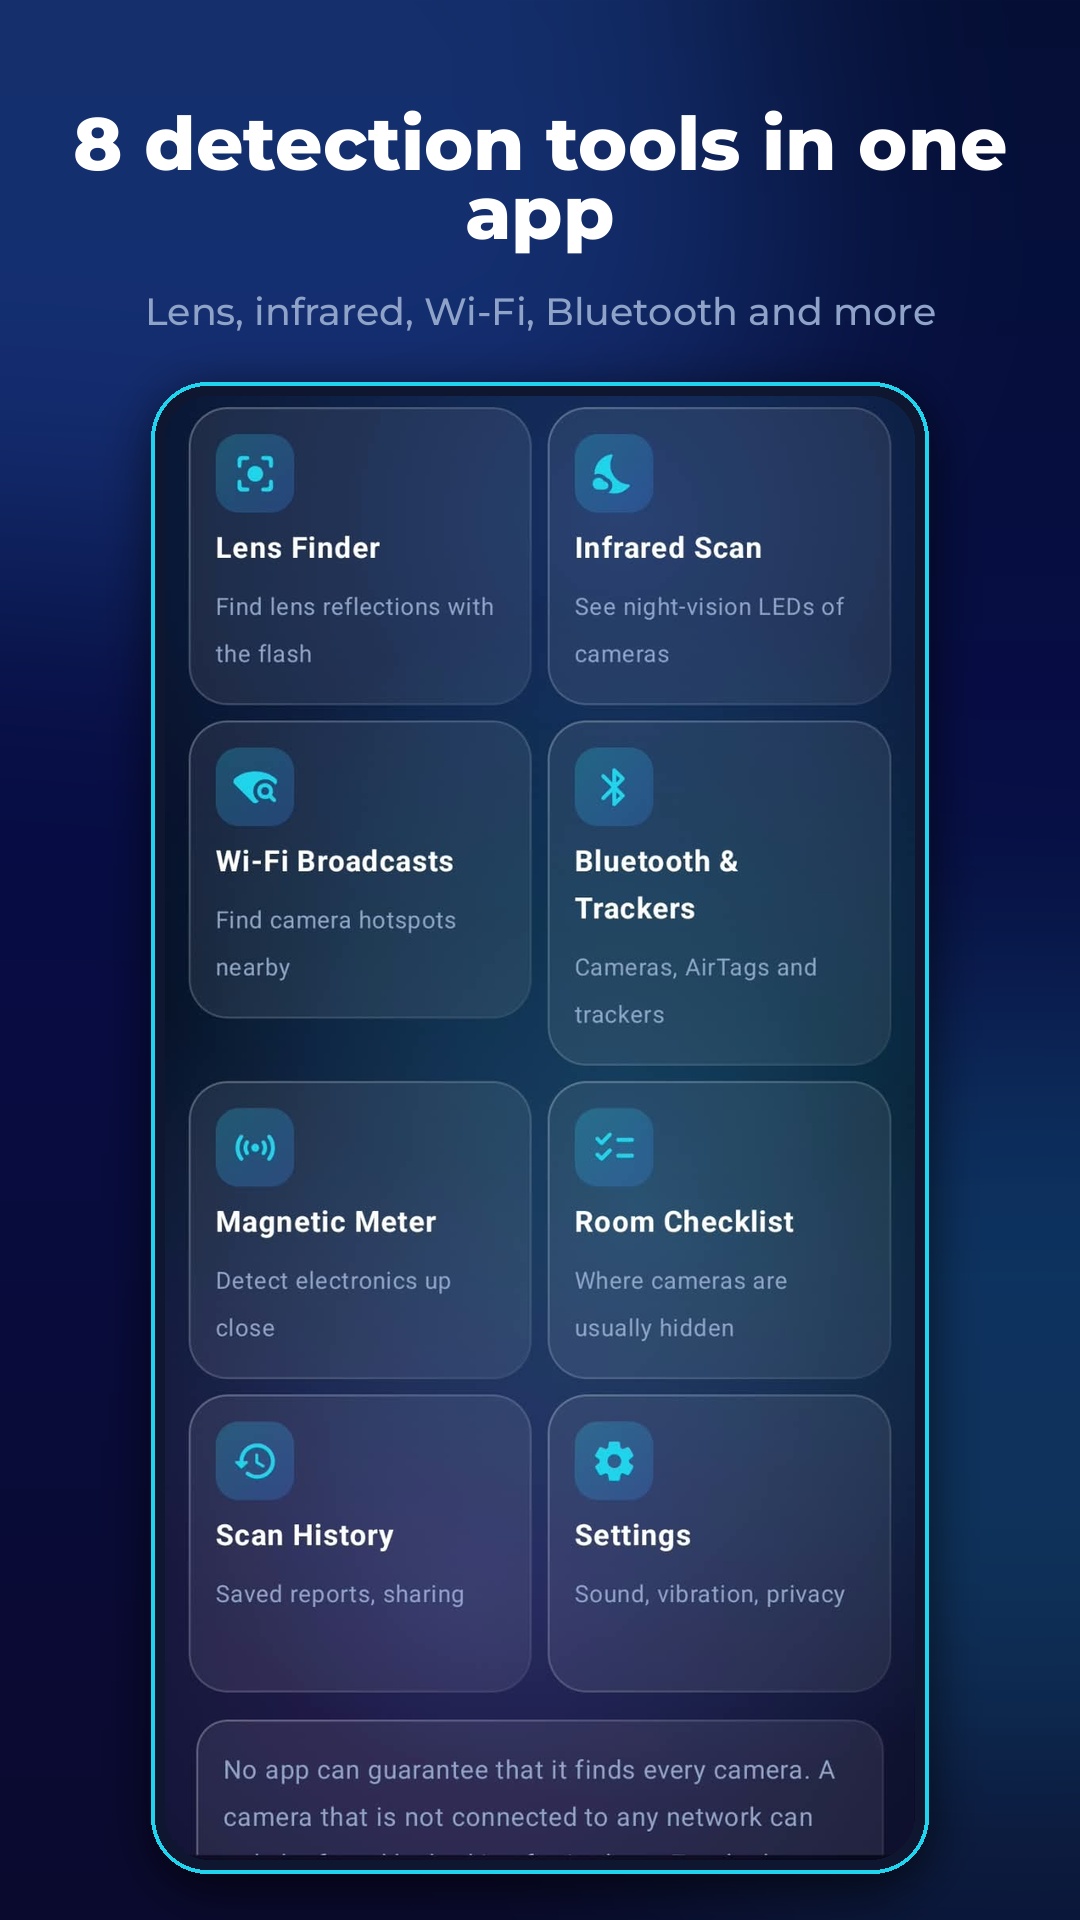 8 detection tools in one
app
Lens, infrared, Wi-Fi, Bluetooth and more
Lens Finder
Find lens reflections with
the flash
Infrared Scan
See night-vision LEDs of
cameras
Wi-Fi Broadcasts
Find camera hotspots
nearby
Bluetooth &
Trackers
Cameras, AirTags and
trackers
Magnetic Meter
Detect electronics up
close
Room Checklist
Where cameras are
usually hidden
Scan History
Saved reports, sharing
Settings
Sound, vibration, privacy
No app can guarantee that it finds every camera. A
camera that is not connected to any network can